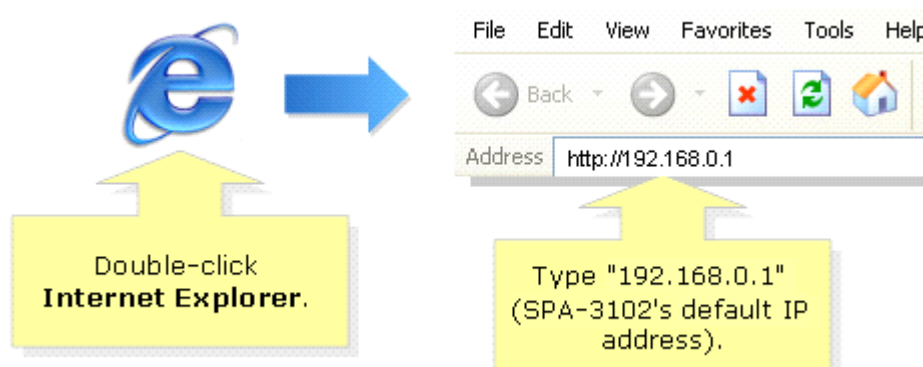 File Edit View Favorites Tools Help
Back
Address http://192.168.0.1
Double-click
Internet Explorer.
Type "192.168.0.1"
(SPA-3102's default IP
address).